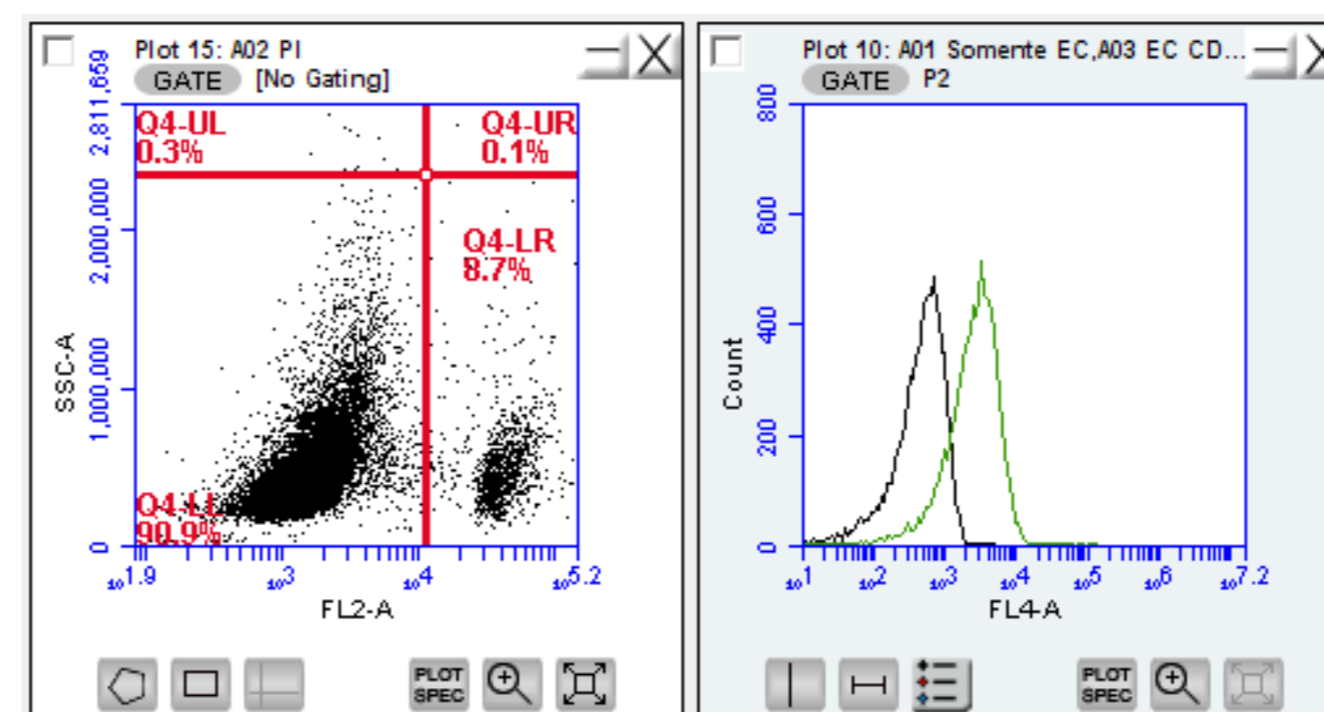 Plot 15: A02 PI
GATE [No Gating]
Q4-UL
0.3%
Q4-UR
0.1%
Q4-LR
8.7%
Q4-LL
90.9%
SSC-A
2,811,659
2,000,000
1,000,000
0
10^1.9 10^3 10^4 10^5.2
FL2-A
PLOT
SPEC
Plot 10: A01 Somente EC,A03 EC CD...
GATE P2
Count
800
600
400
200
0
10^1 10^2 10^3 10^4 10^5 10^6 10^7.2
FL4-A
PLOT
SPEC